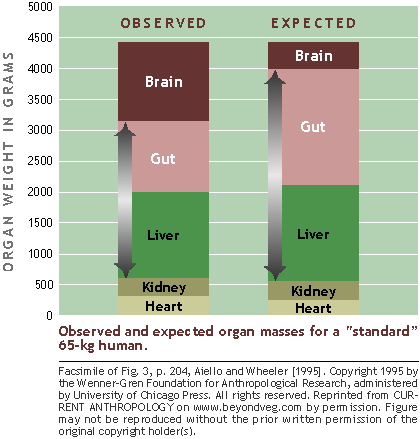 OBSERVED EXPECTED
5000
4500
4000
3500
3000
2500
2000
1500
1000
500
0
ORGAN WEIGHT IN GRAMS
Brain
Gut
Liver
Kidney
Heart
Brain
Gut
Liver
Kidney
Heart
Observed and expected organ masses for a "standard"
65-kg human.
Facsimile of Fig. 3, p. 204, Aiello and Wheeler [1995]. Copyright 1995 by
the Wenner-Gren Foundation for Anthropological Research, administered
by University of Chicago Press. All rights reserved. Reprinted from CUR-
RENT ANTHROPOLOGY on www.beyondveg.com by permission. Figure
may not be reproduced without the prior written permission of the
original copyright holder(s).